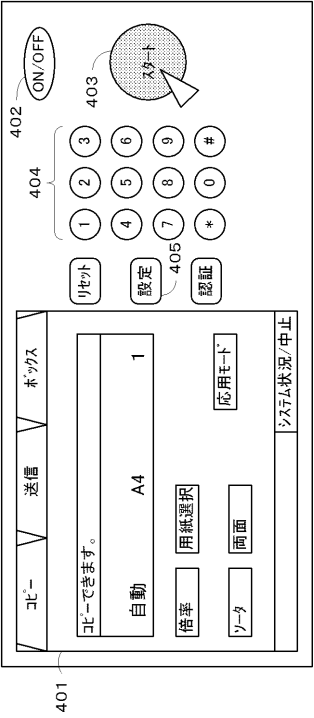 401
コピー 送信 ボックス
コピーできます。
自動 A4 1
倍率 用紙選択
ソータ 両面 応用モード
システム状況/中止
リセット
設定
405
認証
404
1 2 3
4 5 6
7 8 9
* 0 #
402
ON/OFF
403
スタート